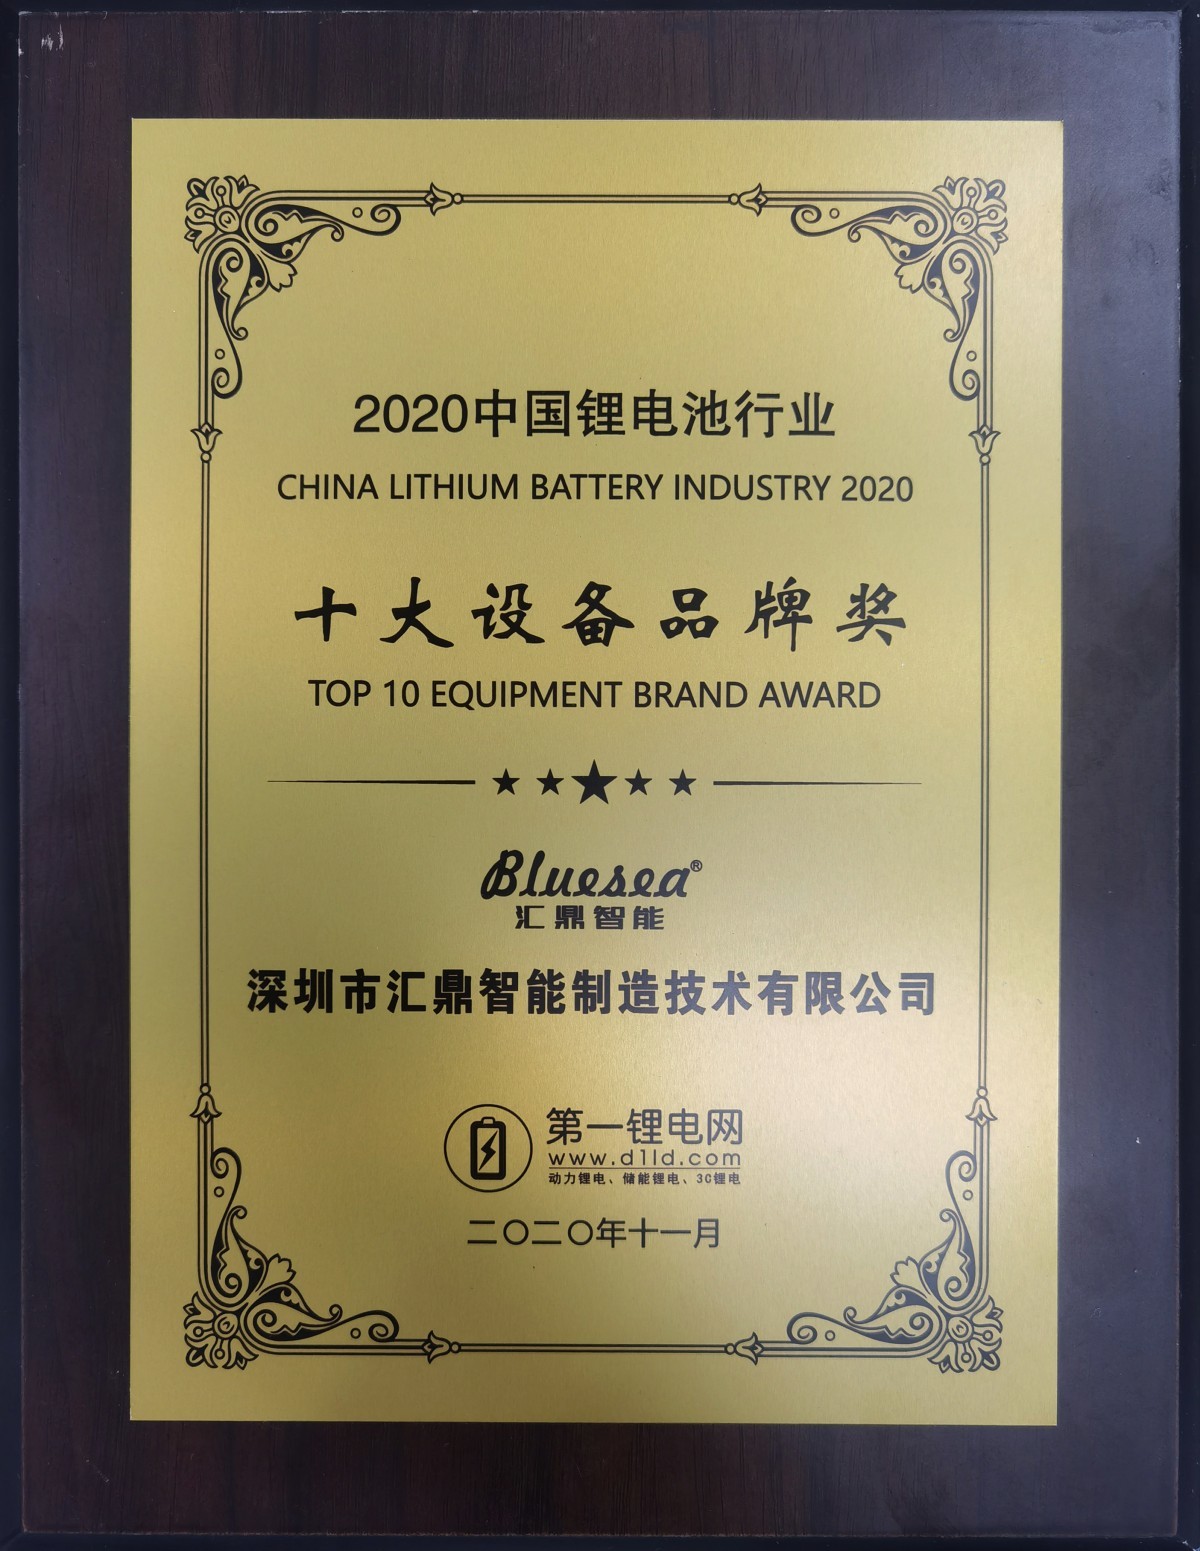 2020中国锂电池行业
CHINA LITHIUM BATTERY INDUSTRY 2020
十大设备品牌奖
TOP 10 EQUIPMENT BRAND AWARD
Bluesea®
汇鼎智能
深圳市汇鼎智能制造技术有限公司
第一锂电网
www.d1ld.com
动力锂电、储能锂电、3C锂电
二〇二〇年十一月